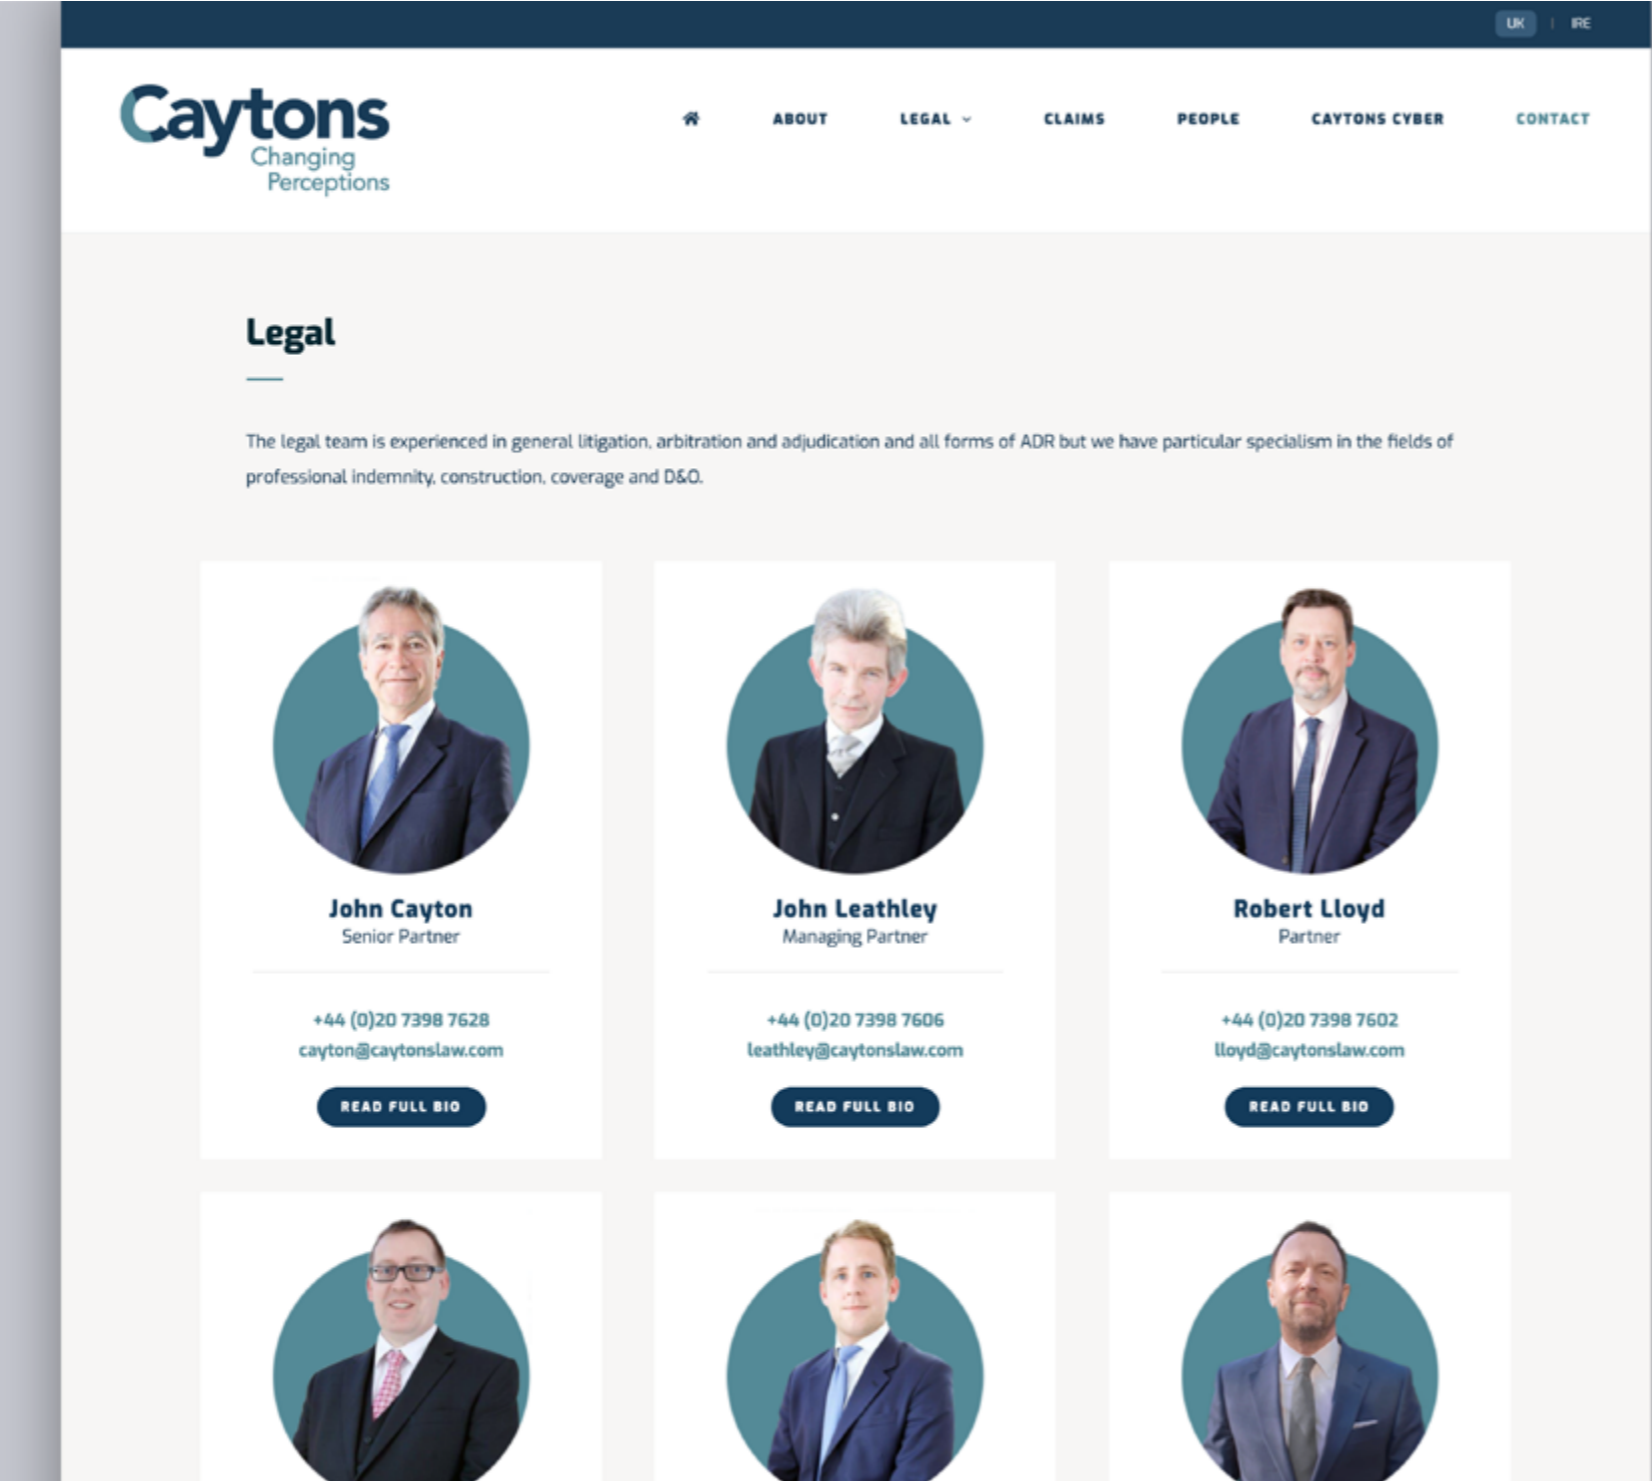 UK | IRE
Caytons
Changing
Perceptions
ABOUT LEGAL CLAIMS PEOPLE CAYTONS CYBER CONTACT
Legal
The legal team is experienced in general litigation, arbitration and adjudication and all forms of ADR but we have particular specialism in the fields of
professional indemnity, construction, coverage and D&O.
John Cayton
Senior Partner
+44 (0)20 7398 7628
cayton@caytonslaw.com
READ FULL BIO
John Leathley
Managing Partner
+44 (0)20 7398 7606
leathley@caytonslaw.com
READ FULL BIO
Robert Lloyd
Partner
+44 (0)20 7398 7602
lloyd@caytonslaw.com
READ FULL BIO